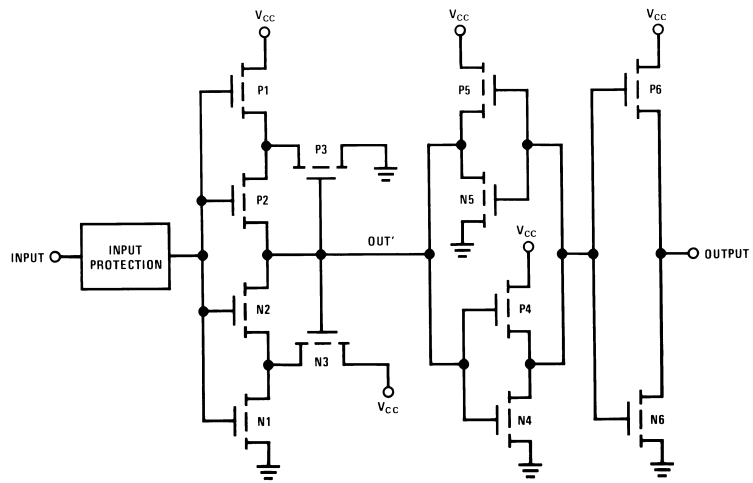 VCC
VCC
VCC
P1
P5
P6
P3
P2
N5
VCC
INPUT
INPUT PROTECTION
OUT'
OUTPUT
N2
P4
N3
VCC
N1
N4
N6